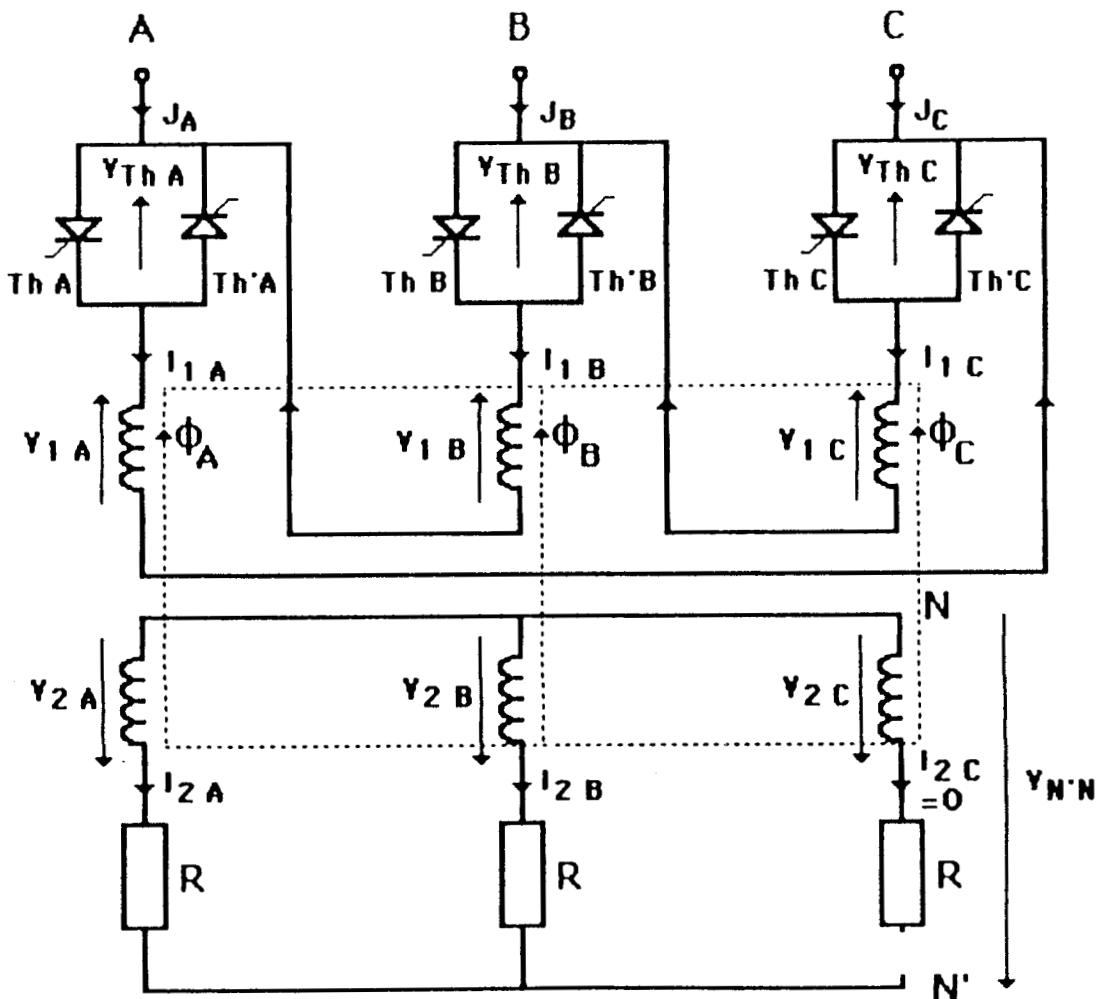 A B C
J_A J_B J_C
V_Th A V_Th B V_Th C
Th A Th'A Th B Th'B Th C Th'C
I_1 A I_1 B I_1 C
V_1 A ϕ_A V_1 B ϕ_B V_1 C ϕ_C
N
V_2 A V_2 B V_2 C
I_2 A I_2 B I_2 C
=0
V_N'N
R R R
N'